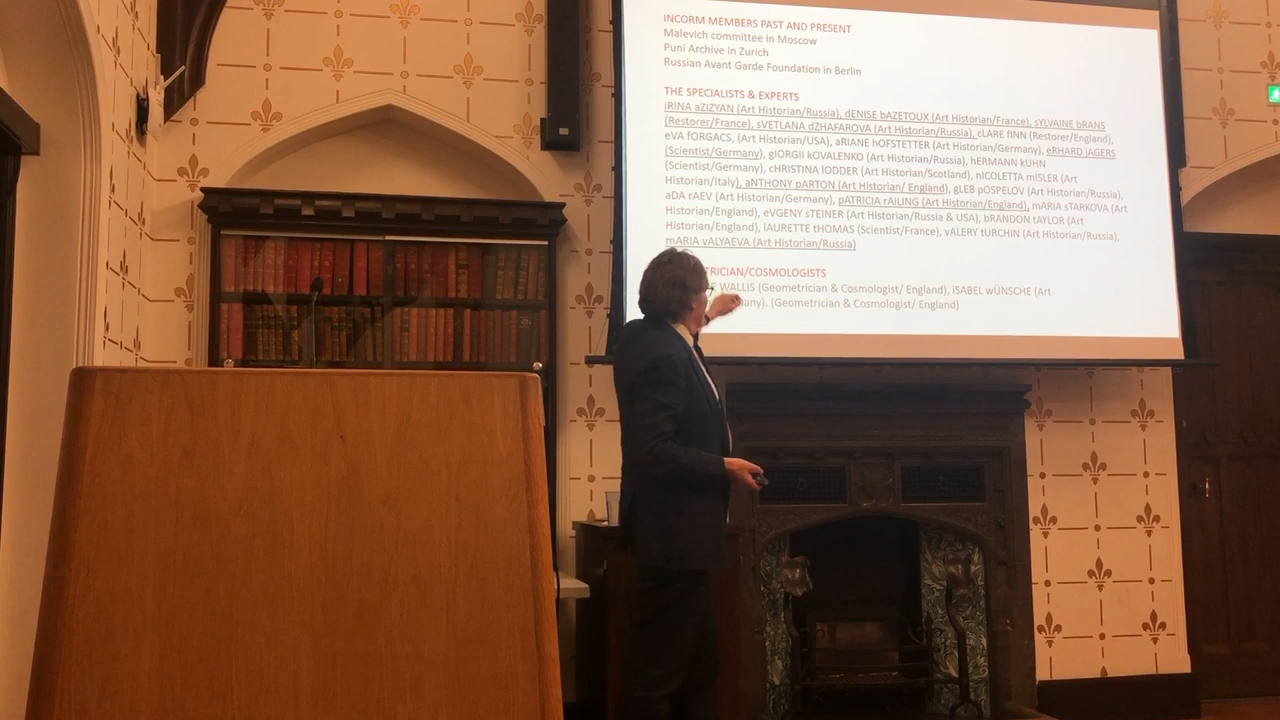 INCORM MEMBERS PAST AND PRESENT
Malevich committee in Moscow
Puni Archive in Zurich
Russian Avant Garde Foundation in Berlin
THE SPECIALISTS & EXPERTS
iRINA aZIZYAN (Art Historian/Russia), dENISE bAZETOUX (Art Historian/France), sYLVAINE bRANS
(Restorer/France), sVETLANA dZHAFAROVA (Art Historian/Russia), cLARE fINN (Restorer/England),
eVA fORGACS, (Art Historian/USA), aRIANE hOFSTETTER (Art Historian/Germany), eRHARD jAGERS
(Scientist/Germany), gIORGII kOVALENKO (Art Historian/Russia), hERMANN kUHN
(Scientist/Germany), cHRISTINA lODDER (Art Historian/Scotland), nICOLETTA mISLER (Art
Historian/Italy), aNTHONY pARTON (Art Historian/ England), gLEB pOSPELOV (Art Historian/Russia),
aDA rAEV (Art Historian/Germany), pATRICIA rAILING (Art Historian/England), mARIA sTARKOVA (Art
Historian/England), eVGENY sTEINER (Art Historian/Russia & USA), bRANDON tAYLOR (Art
Historian/England), lAURETTE tHOMAS (Scientist/France), vALERY tURCHIN (Art Historian/Russia),
mARIA vALYAEVA (Art Historian/Russia)
TRICIAN/COSMOLOGISTS
WALLIS (Geometrician & Cosmologist/ England), iSABEL wÜNSCHE (Art
many). (Geometrician & Cosmologist/ England)